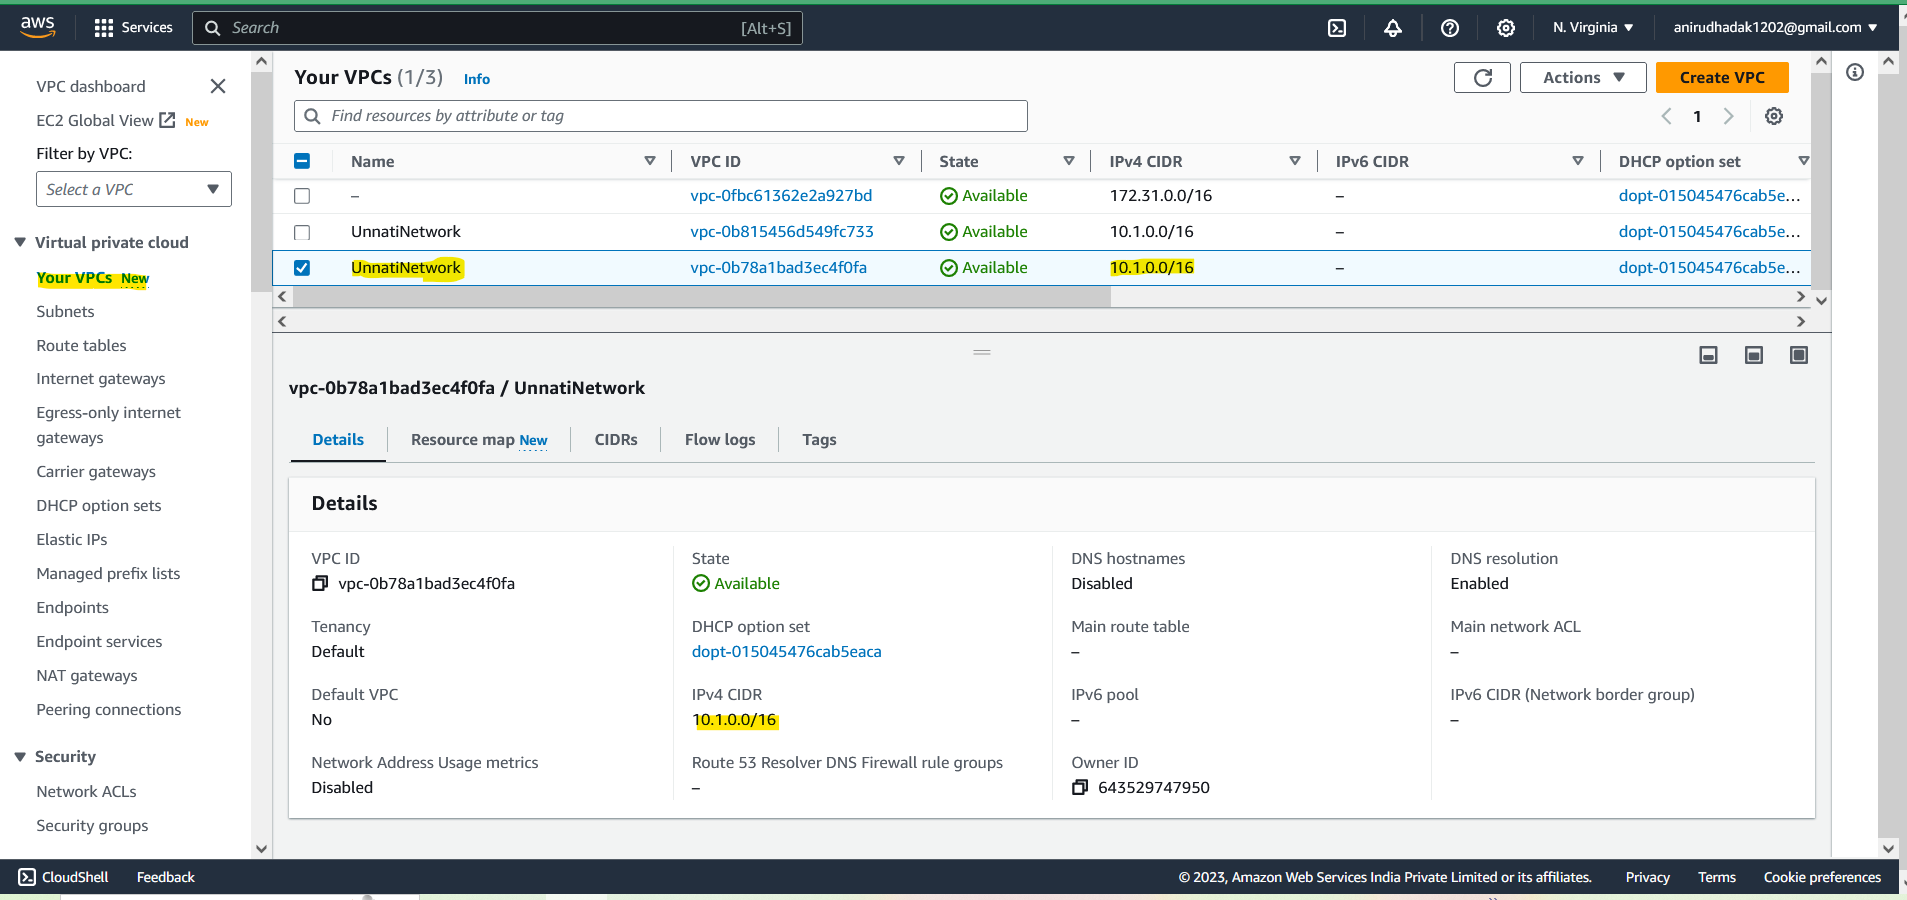 aws
Services
Search
[Alt+S]
N. Virginia
anirudhadak1202@gmail.com
VPC dashboard
EC2 Global View New
Filter by VPC:
Select a VPC
Virtual private cloud
Your VPCs New
Subnets
Route tables
Internet gateways
Egress-only internet
gateways
Carrier gateways
DHCP option sets
Elastic IPs
Managed prefix lists
Endpoints
Endpoint services
NAT gateways
Peering connections
Security
Network ACLs
Security groups
Your VPCs (1/3) Info
Actions
Create VPC
Find resources by attribute or tag
1
Name VPC ID State IPv4 CIDR IPv6 CIDR DHCP option set
– vpc-0fbc61362e2a927bd Available 172.31.0.0/16 – dopt-015045476cab5e...
UnnatiNetwork vpc-0b815456d549fc733 Available 10.1.0.0/16 – dopt-015045476cab5e...
UnnatiNetwork vpc-0b78a1bad3ec4f0fa Available 10.1.0.0/16 – dopt-015045476cab5e...
vpc-0b78a1bad3ec4f0fa / UnnatiNetwork
Details Resource map New CIDRs Flow logs Tags
Details
VPC ID
vpc-0b78a1bad3ec4f0fa
State
Available
DNS hostnames
Disabled
DNS resolution
Enabled
Tenancy
Default
DHCP option set
dopt-015045476cab5eaca
Main route table
–
Main network ACL
–
Default VPC
No
IPv4 CIDR
10.1.0.0/16
IPv6 pool
–
IPv6 CIDR (Network border group)
–
Network Address Usage metrics
Disabled
Route 53 Resolver DNS Firewall rule groups
–
Owner ID
643529747950
CloudShell
Feedback
© 2023, Amazon Web Services India Private Limited or its affiliates.
Privacy
Terms
Cookie preferences